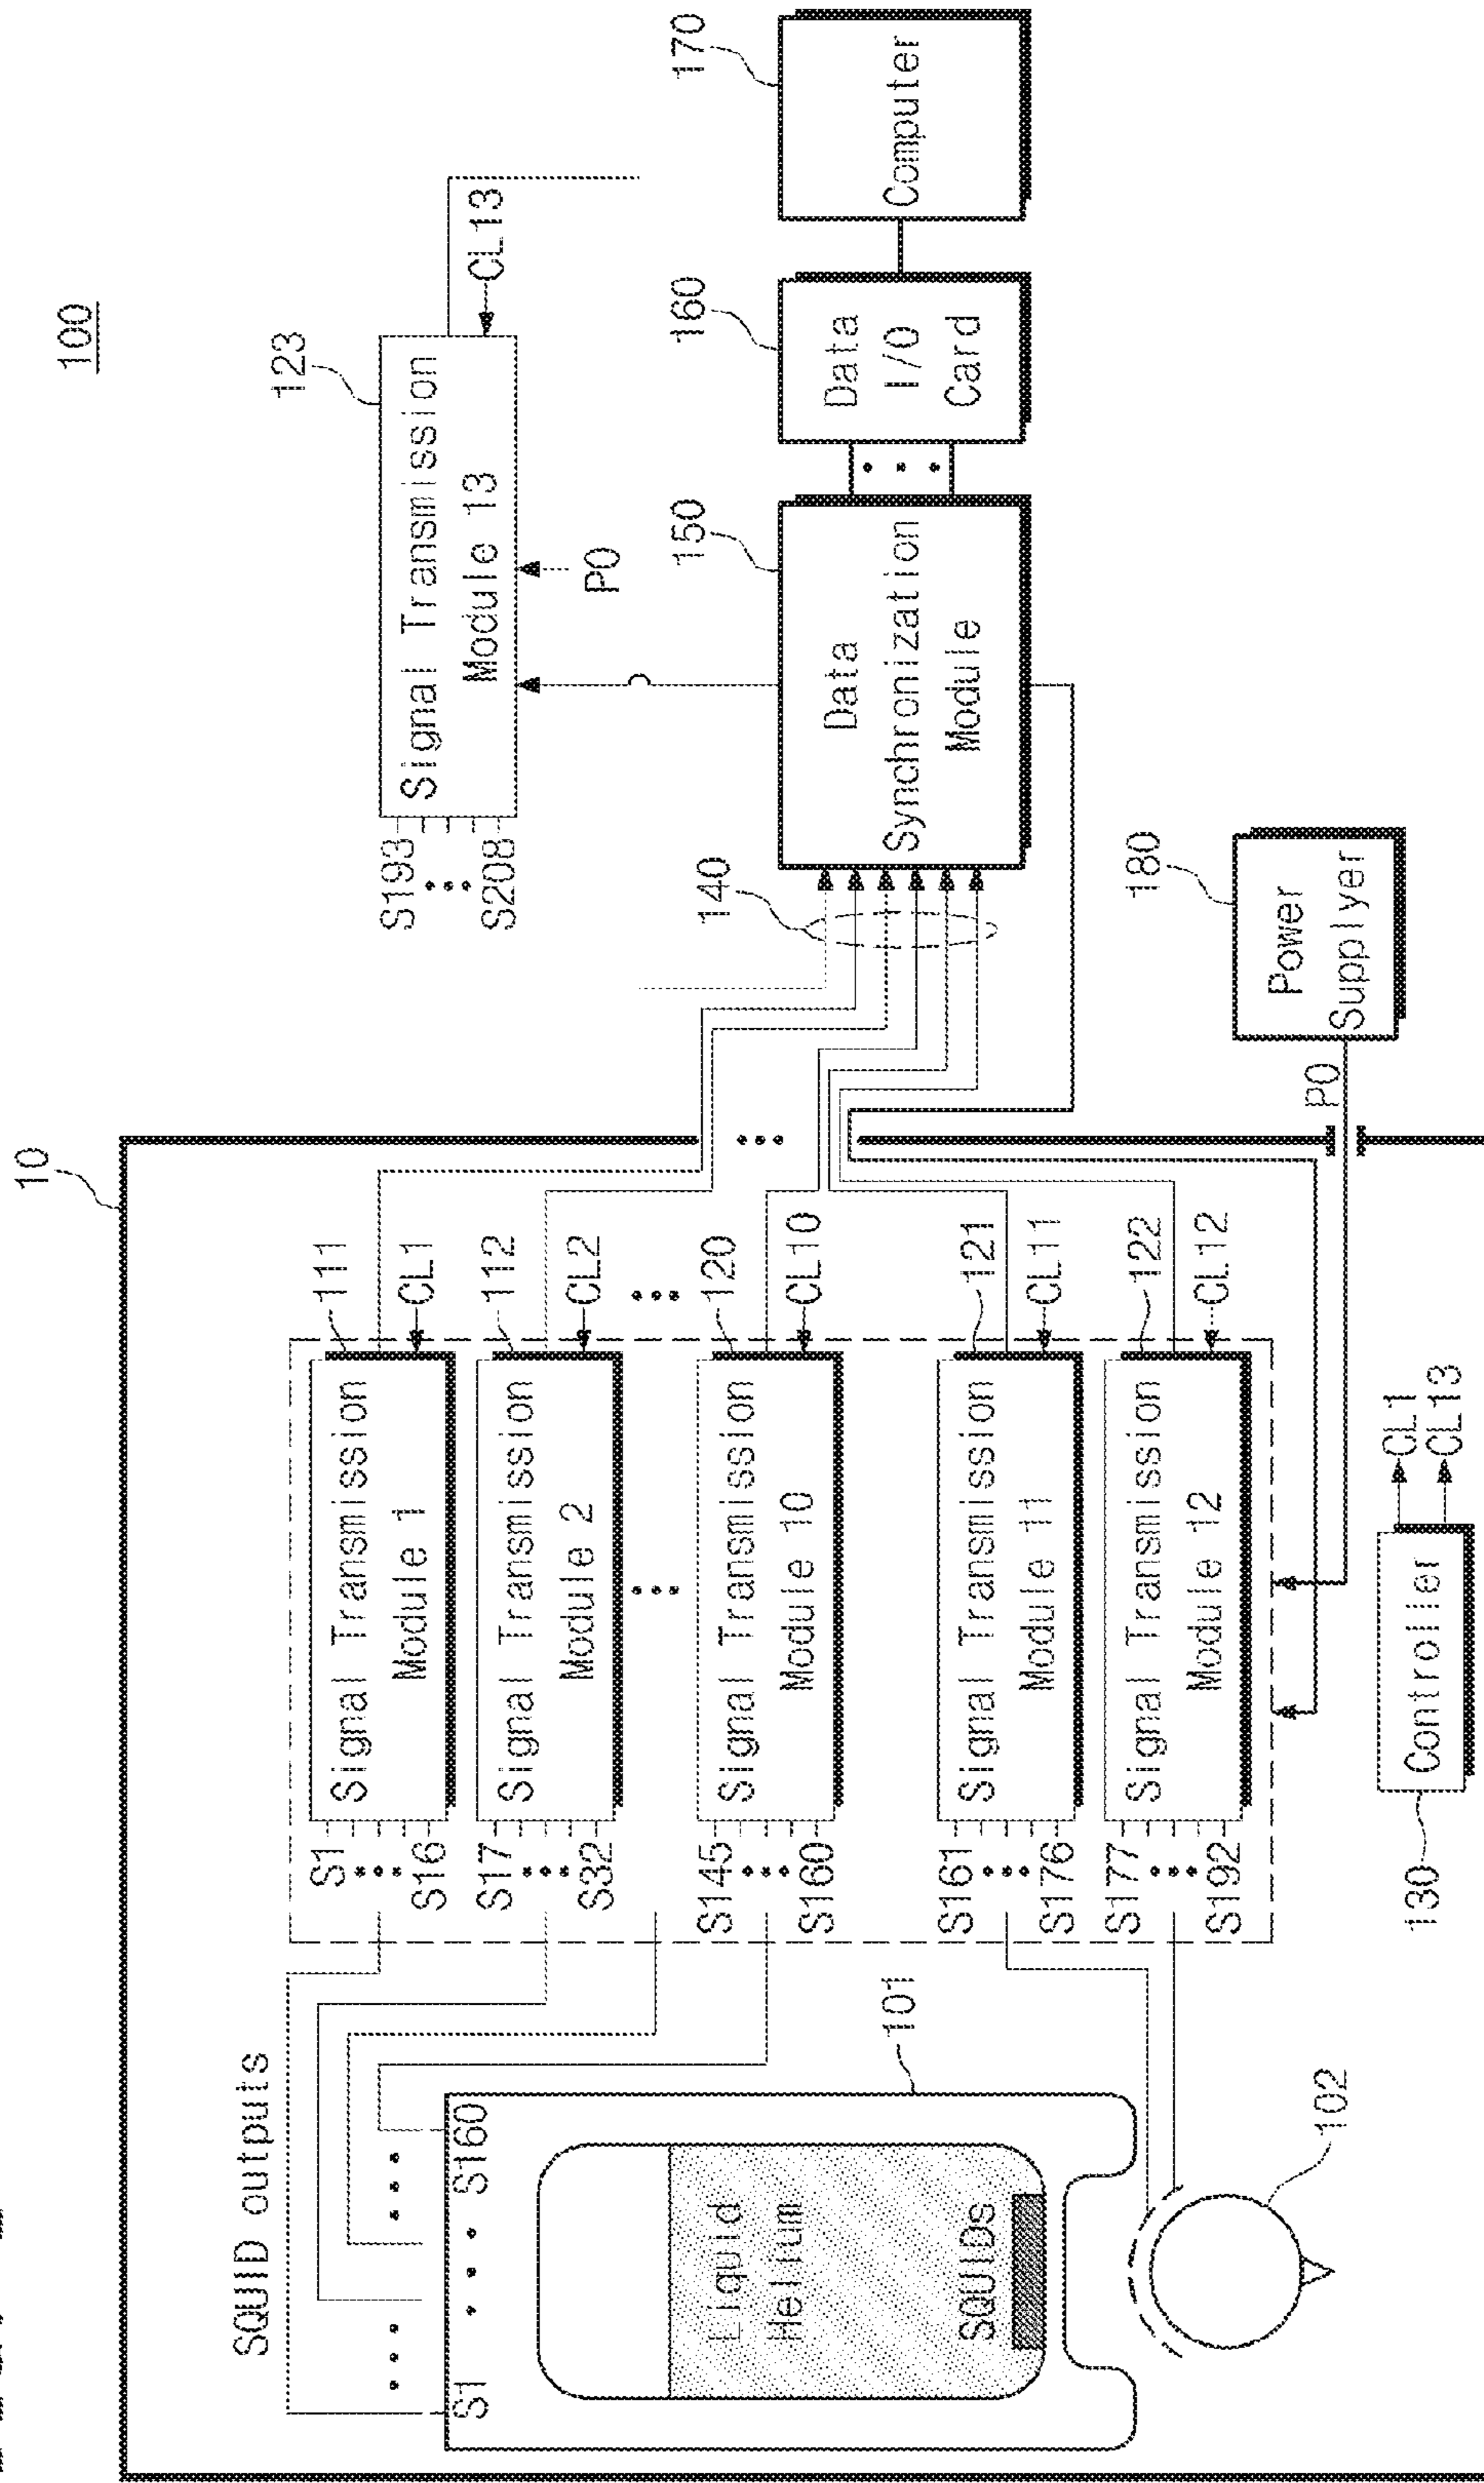 100
10
SQUID outputs
S1
S160
Liquid
Helium
SQUIDs
101
102
S1
S16
Signal Transmission
Module 1
111
CL1
S17
S32
Signal Transmission
Module 2
112
CL2
S145
S160
Signal Transmission
Module 10
120
CL10
S161
S176
Signal Transmission
Module 11
121
CL11
S177
S192
Signal Transmission
Module 12
122
CL12
130
Controller
CL1
CL13
S193
S208
Signal Transmission
Module 13
123
CL13
PO
140
Data
Synchronization
Module
150
Data
I/O
Card
160
Computer
170
Power
Supplyer
180
PO